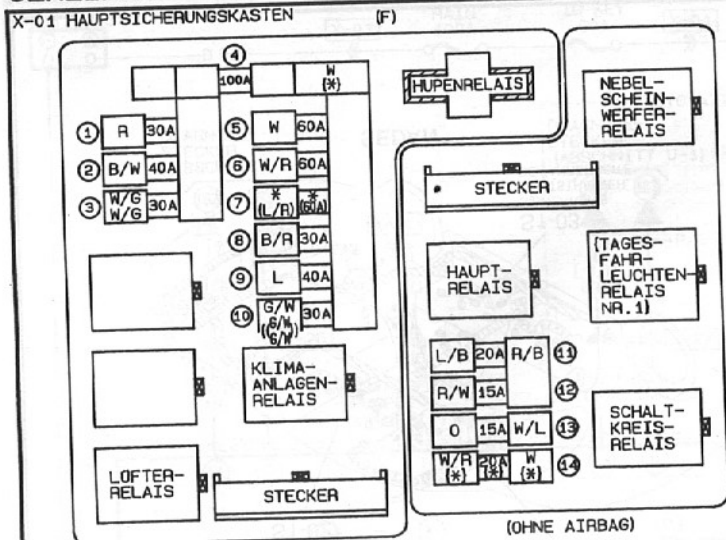 X-01 HAUPTSICHERUNGSKASTEN (F)
④
100A W
(*)
① R 30A
② B/W 40A
③ W/G 30A
W/G
⑤ W 60A
⑥ W/R 60A
⑦ * *
(L/R) (60A)
⑧ B/R 30A
⑨ L 40A
⑩ G/W 30A
((G/W))
G/W
KLIMA-
ANLAGEN-
RELAIS
LOFTER-
RELAIS
STECKER
HUPENRELAIS
NEBEL-
SCHEIN-
WERFER-
RELAIS
STECKER
HAUPT-
RELAIS
(TAGES-
FAHR-
LEUCHTEN-
RELAIS
NR.1)
L/B 20A R/B ⑪
R/W 15A ⑫
O 15A W/L ⑬
W/R 20A W ⑭
(*) (*) (*)
SCHALT-
KREIS-
RELAIS
(OHNE AIRBAG)